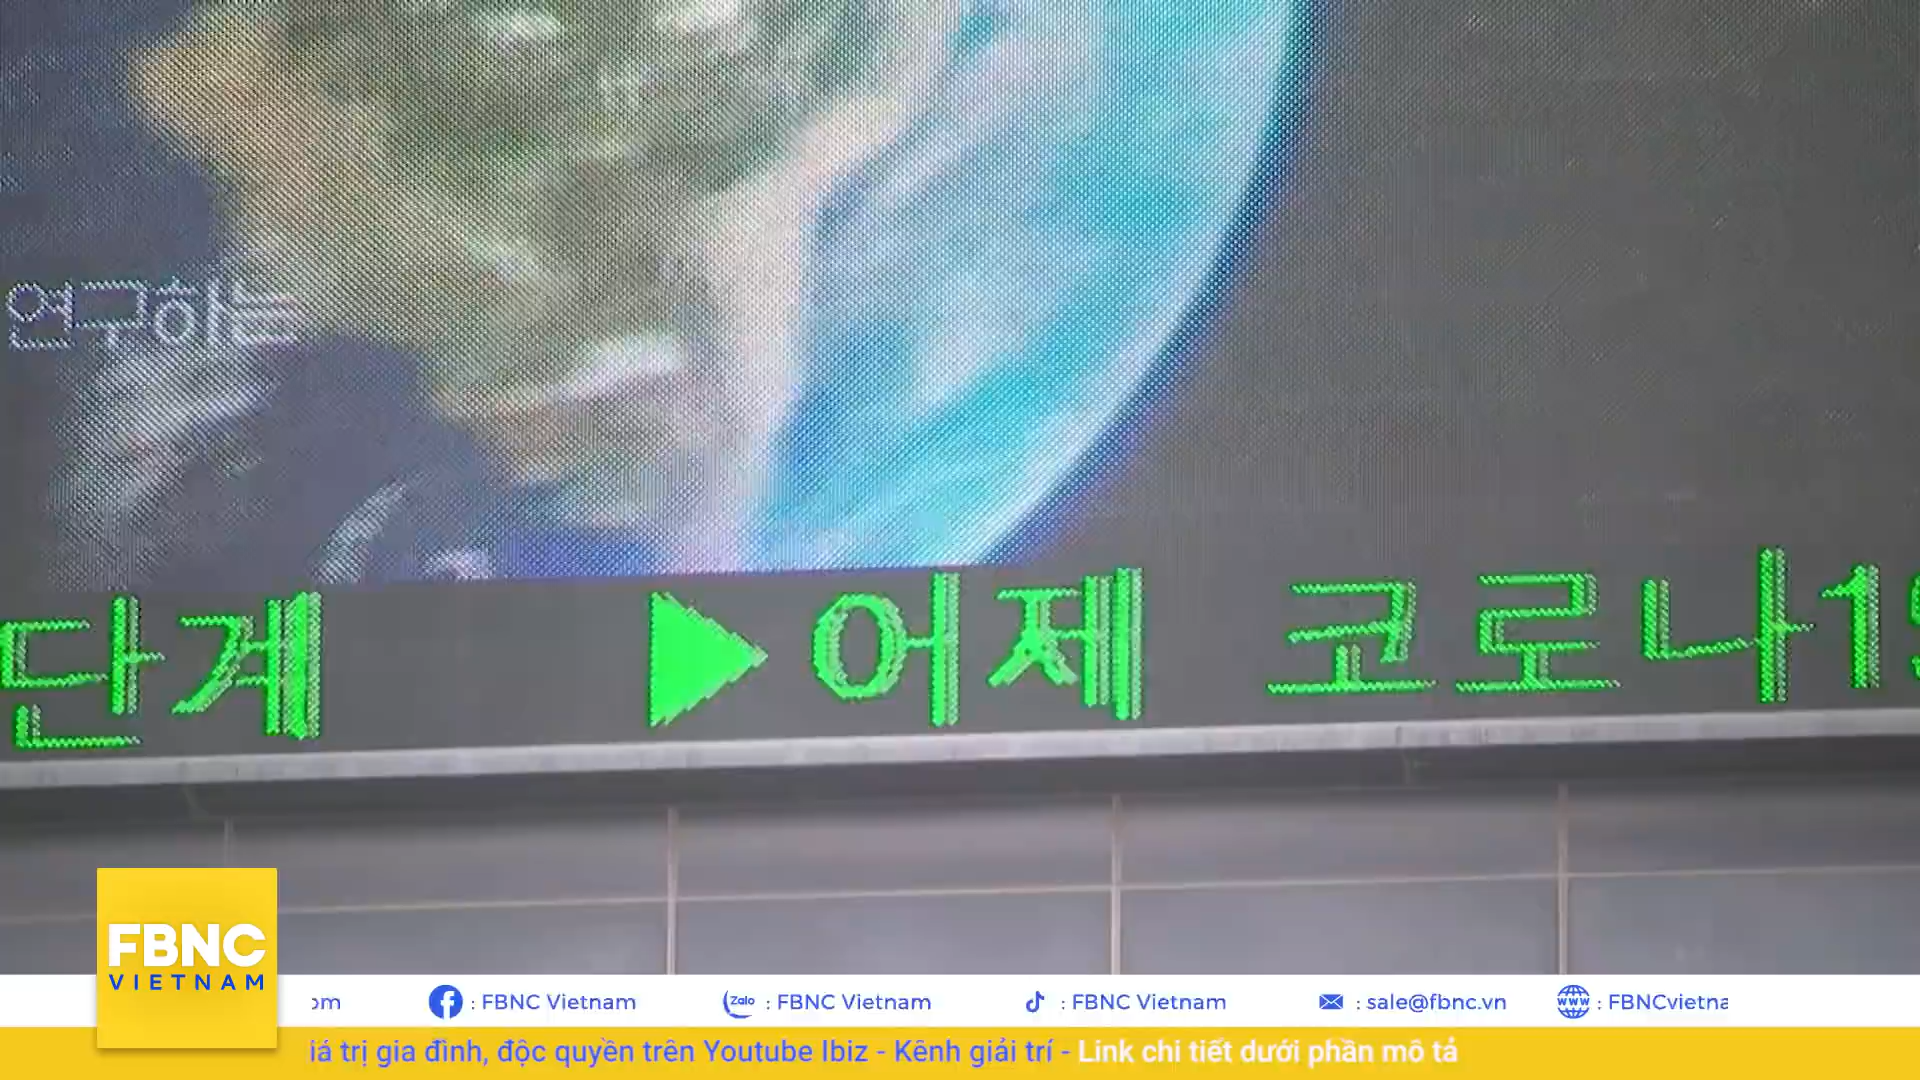 연구하는
단계 ▶어제 코로나19
FBNC
VIETNAM
om : FBNC Vietnam Zalo : FBNC Vietnam : FBNC Vietnam : sale@fbnc.vn www : FBNCvietna
iá trị gia đình, độc quyền trên Youtube Ibiz - Kênh giải trí - Link chi tiết dưới phần mô tả